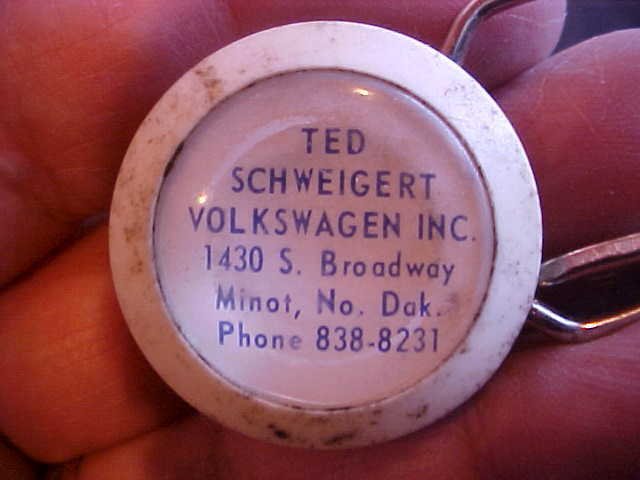 TED
SCHWEIGERT
VOLKSWAGEN INC.
1430 S. Broadway
Minot, No. Dak.
Phone 838-8231